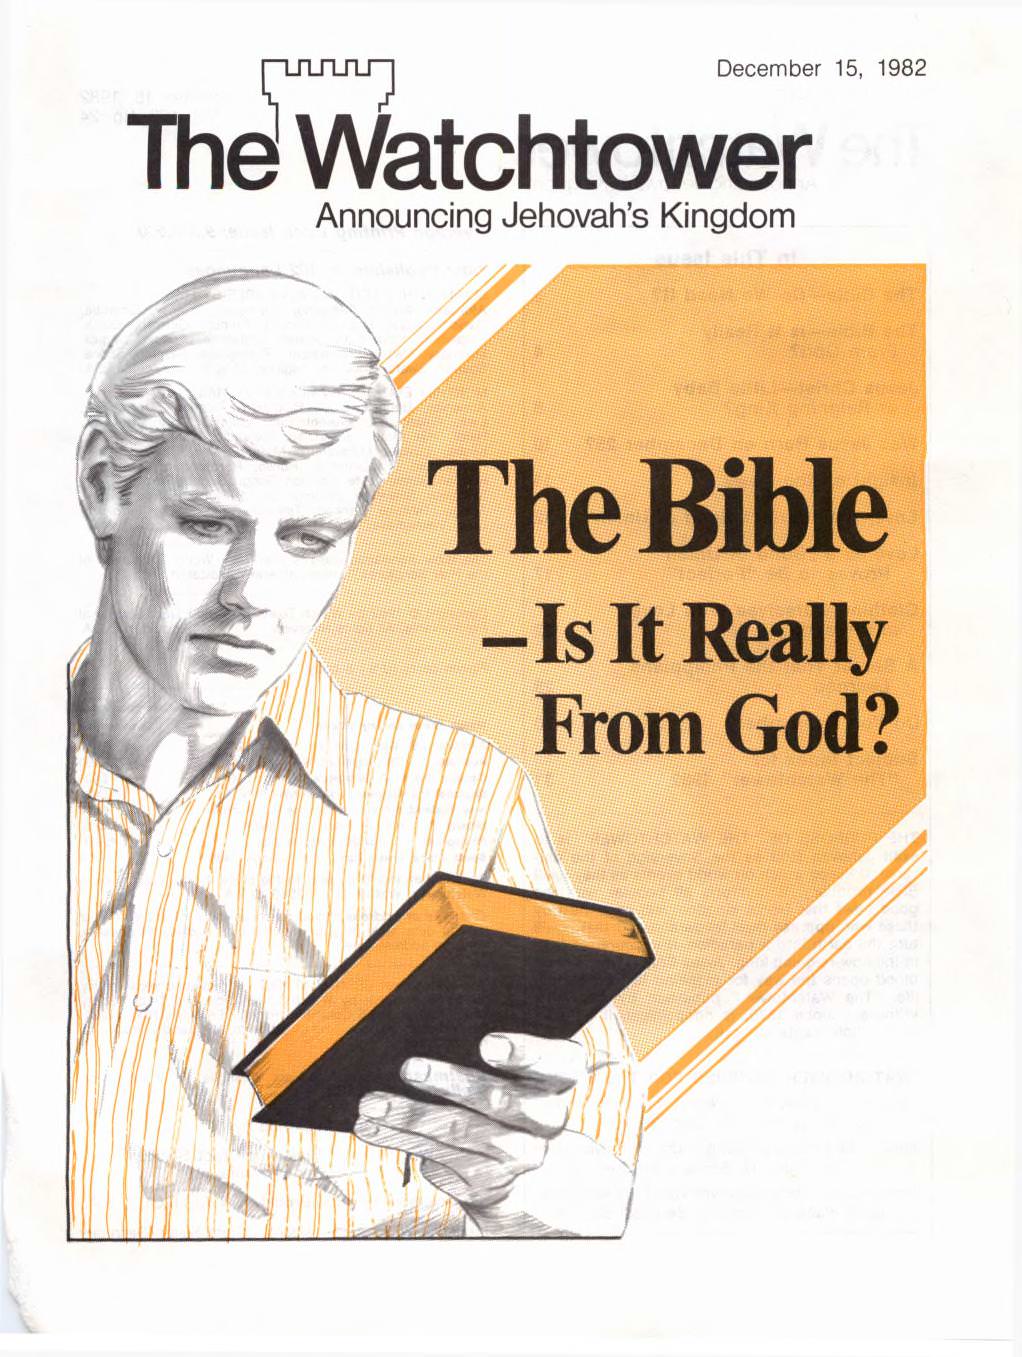 December 15, 1982
The Watchtower
Announcing Jehovah's Kingdom
The Bible
–Is It Really
From God?